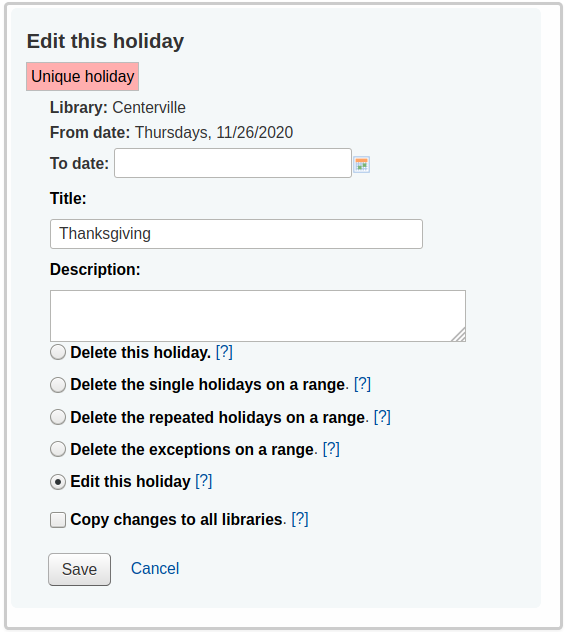 Edit this holiday
Unique holiday
Library: Centerville
From date: Thursdays, 11/26/2020
To date:
Title:
Thanksgiving
Description:
Delete this holiday. [?]
Delete the single holidays on a range. [?]
Delete the repeated holidays on a range. [?]
Delete the exceptions on a range. [?]
Edit this holiday [?]
Copy changes to all libraries. [?]
Save Cancel